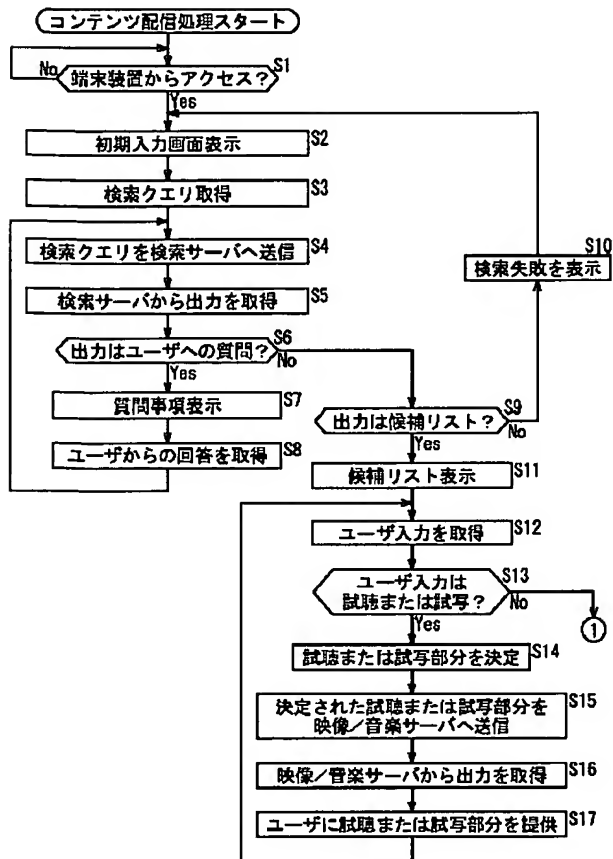 コンテンツ配信処理スタート
端末装置からアクセス？
S1
No
Yes
初期入力画面表示
S2
検索クエリ取得
S3
検索クエリを検索サーバへ送信
S4
検索サーバから出力を取得
S5
出力はユーザへの質問？
S6
No
Yes
質問事項表示
S7
ユーザからの回答を取得
S8
出力は候補リスト？
S9
No
Yes
検索失敗を表示
S10
候補リスト表示
S11
ユーザ入力を取得
S12
ユーザ入力は
試聴または試写？
S13
No
Yes
1
試聴または試写部分を決定
S14
決定された試聴または試写部分を
映像／音楽サーバへ送信
S15
映像／音楽サーバから出力を取得
S16
ユーザに試聴または試写部分を提供
S17